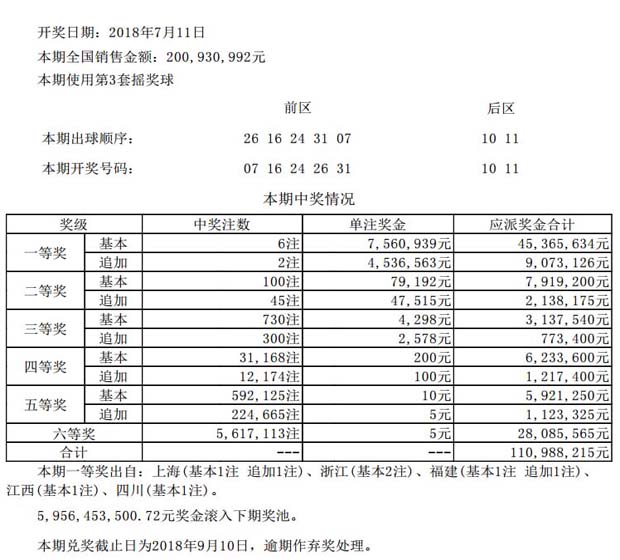 开奖日期：2018年7月11日
本期全国销售金额：200,930,992元
本期使用第3套摇奖球
前区 后区
本期出球顺序： 26 16 24 31 07 10 11
本期开奖号码： 07 16 24 26 31 10 11
本期中奖情况
奖级 中奖注数 单注奖金 应派奖金合计
一等奖 基本 6注 7,560,939元 45,365,634元
追加 2注 4,536,563元 9,073,126元
二等奖 基本 100注 79,192元 7,919,200元
追加 45注 47,515元 2,138,175元
三等奖 基本 730注 4,298元 3,137,540元
追加 300注 2,578元 773,400元
四等奖 基本 31,168注 200元 6,233,600元
追加 12,174注 100元 1,217,400元
五等奖 基本 592,125注 10元 5,921,250元
追加 224,665注 5元 1,123,325元
六等奖 5,617,113注 5元 28,085,565元
合计 --- --- 110,988,215元
本期一等奖出自：上海(基本1注 追加1注)、浙江(基本2注)、福建(基本1注 追加1注)、
江西(基本1注)、四川(基本1注)。
5,956,453,500.72元奖金滚入下期奖池。
本期兑奖截止日为2018年9月10日，逾期作弃奖处理。